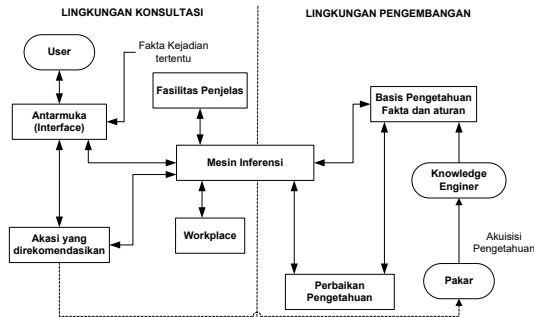 LINGKUNGAN KONSULTASI
LINGKUNGAN PENGEMBANGAN
User
Fakta Kejadian
tertentu
Antarmuka
(Interface)
Fasilitas Penjelas
Basis Pengetahuan
Fakta dan aturan
Mesin Inferensi
Knowledge
Enginer
Akasi yang
direkomendasikan
Workplace
Akuisisi
Pengetahuan
Perbaikan
Pengetahuan
Pakar